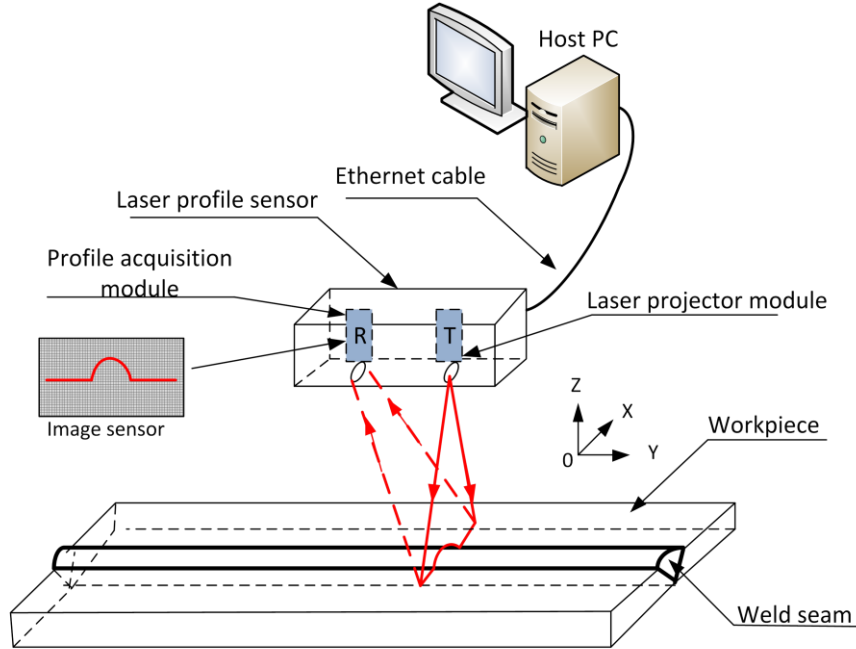 Host PC
Ethernet cable
Laser profile sensor
Profile acquisition
module
Laser projector module
R
T
Image sensor
Z
X
0
Y
Workpiece
Weld seam